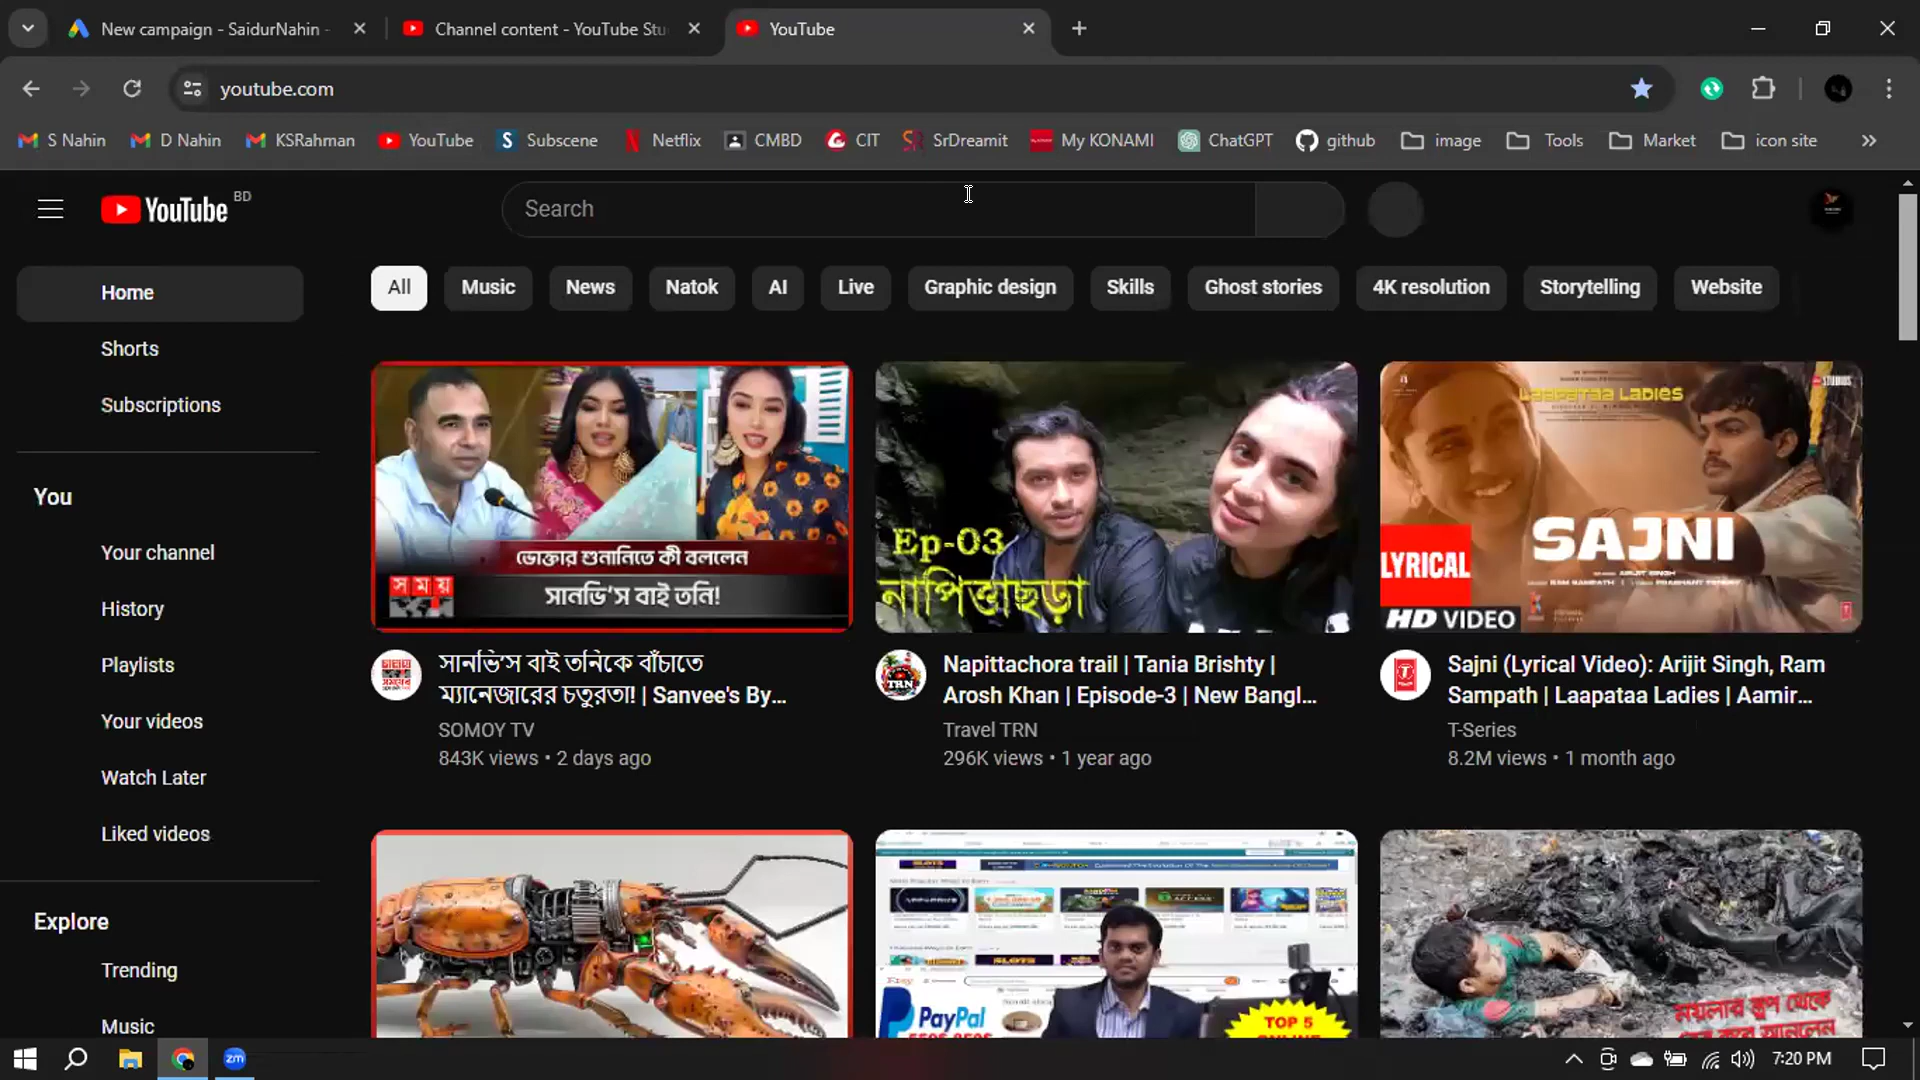 New campaign - SaidurNahin -
Channel content - YouTube Stu
YouTube
youtube.com
S Nahin
D Nahin
KSRahman
YouTube
Subscene
Netflix
CMBD
CIT
SrDreamit
My KONAMI
ChatGPT
github
image
Tools
Market
icon site
YouTube BD
Search
Home
Shorts
Subscriptions
You
Your channel
History
Playlists
Your videos
Watch Later
Liked videos
Explore
Trending
Music
All
Music
News
Natok
AI
Live
Graphic design
Skills
Ghost stories
4K resolution
Storytelling
Website
ভোক্তার শুনানিতে কী বললেন
সানভি'স বাই তনি!
সময়
Ep-03
নাপিত্তাছড়া
LAAPATAA LADIES
SAJNI
LYRICAL
HD VIDEO
সানভি'স বাই তনিকে বাঁচাতে
ম্যানেজারের চতুরতা! | Sanvee's By...
SOMOY TV
843K views • 2 days ago
Napittachora trail | Tania Brishty |
Arosh Khan | Episode-3 | New Bangl...
Travel TRN
296K views • 1 year ago
Sajni (Lyrical Video): Arijit Singh, Ram
Sampath | Laapataa Ladies | Aamir...
T-Series
8.2M views • 1 month ago
PayPal
TOP 5
ময়লার স্তূপ থেকে
zm
7:20 PM